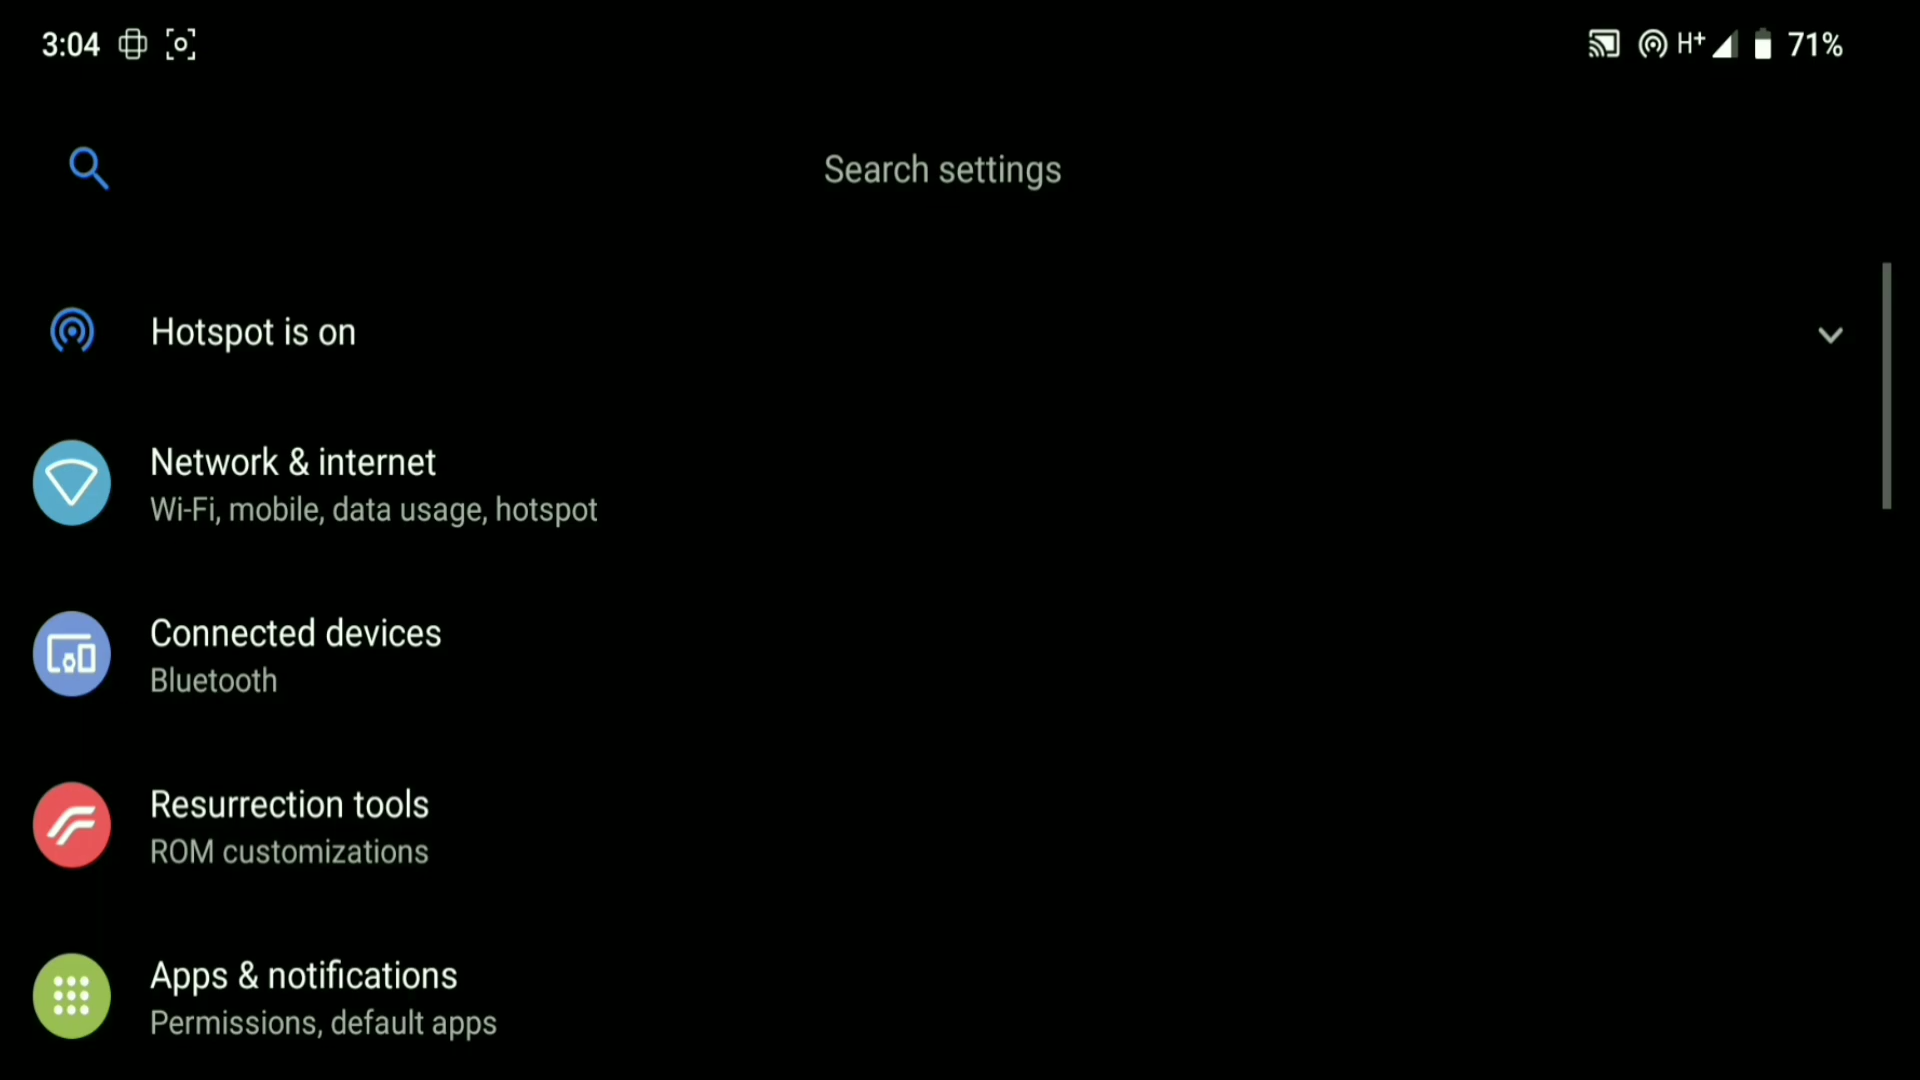 3:04 H+ 71%
Search settings
Hotspot is on
Network & internet
Wi-Fi, mobile, data usage, hotspot
Connected devices
Bluetooth
Resurrection tools
ROM customizations
Apps & notifications
Permissions, default apps